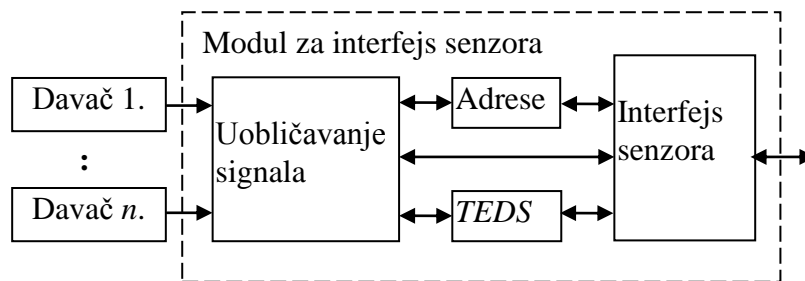 Modul za interfejs senzora
Davač 1.
:
Davač n.
Uobličavanje
signala
Adrese
TEDS
Interfejs
senzora